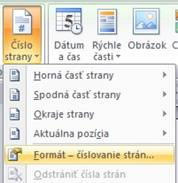 Číslo
strany
Dátum
a čas
Rýchle
časti
Obrázok
Horná časť strany
Spodná časť strany
Okraje strany
Aktuálna pozígia
Formát – číslovanie strán...
Odstrániť čísla strán